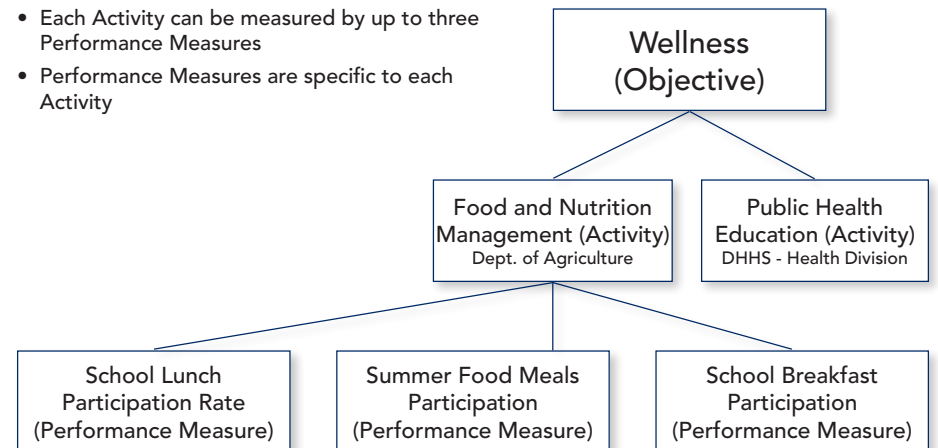 • Each Activity can be measured by up to three
Performance Measures
• Performance Measures are specific to each
Activity
Wellness
(Objective)
Food and Nutrition
Management (Activity)
Dept. of Agriculture
Public Health
Education (Activity)
DHHS - Health Division
School Lunch
Participation Rate
(Performance Measure)
Summer Food Meals
Participation
(Performance Measure)
School Breakfast
Participation
(Performance Measure)